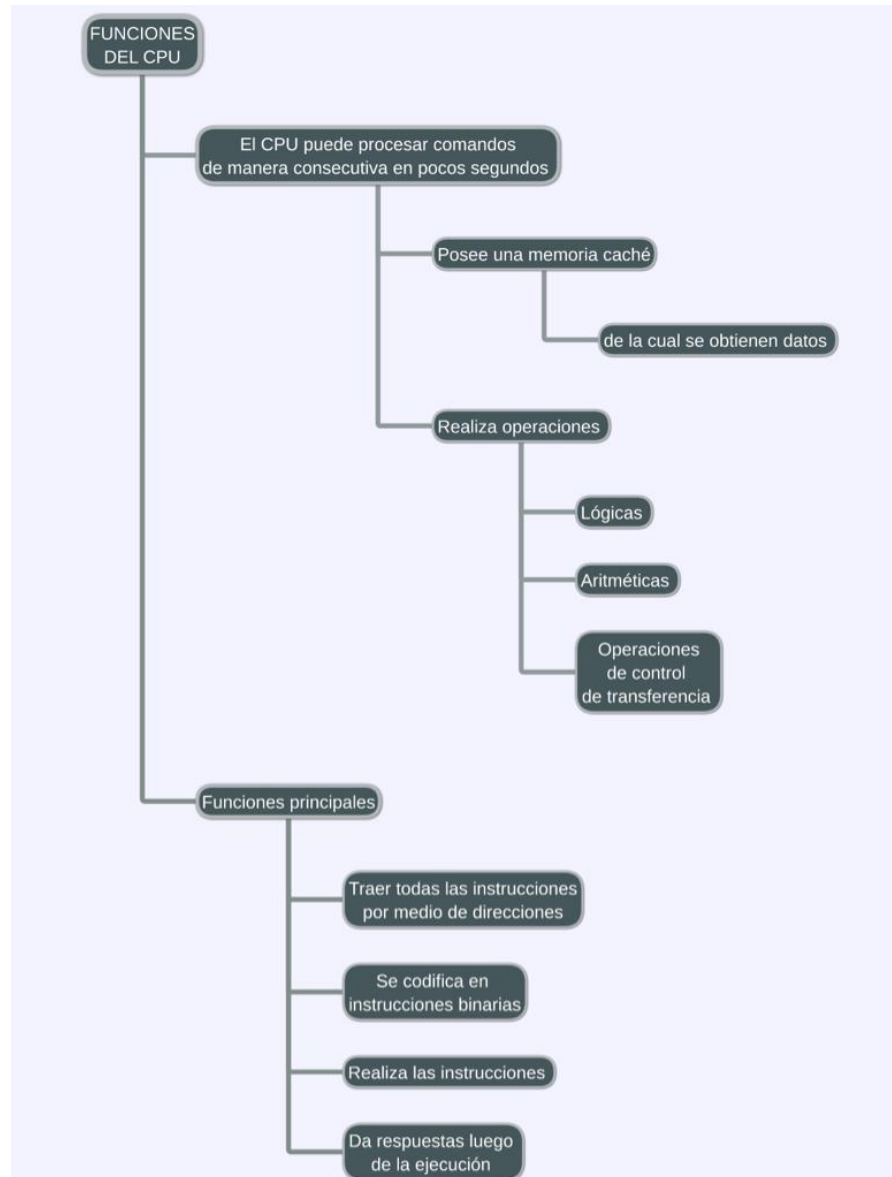 FUNCIONES
DEL CPU
El CPU puede procesar comandos
de manera consecutiva en pocos segundos
Posee una memoria caché
de la cual se obtienen datos
Realiza operaciones
Lógicas
Aritméticas
Operaciones
de control
de transferencia
Funciones principales
Traer todas las instrucciones
por medio de direcciones
Se codifica en
instrucciones binarias
Realiza las instrucciones
Da respuestas luego
de la ejecución